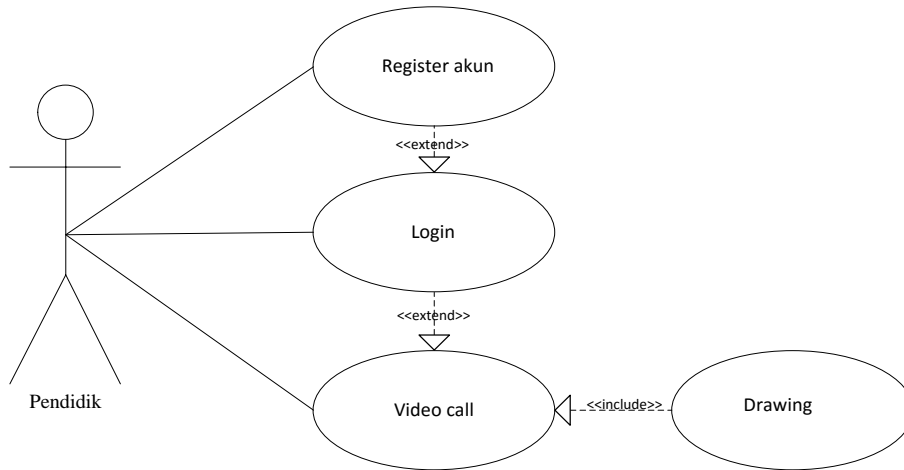 Register akun
<<extend>>
Login
<<extend>>
Pendidik
Video call
<<include>>
Drawing